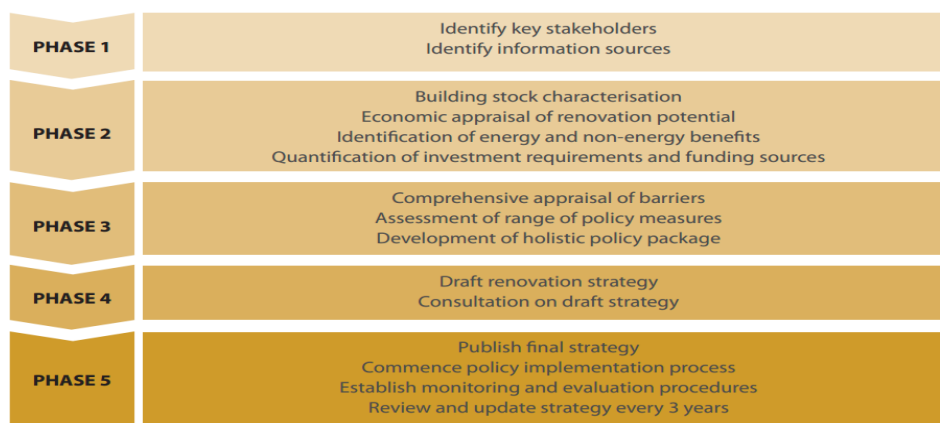 PHASE 1
Identify key stakeholders
Identify information sources
PHASE 2
Building stock characterisation
Economic appraisal of renovation potential
Identification of energy and non-energy benefits
Quantification of investment requirements and funding sources
PHASE 3
Comprehensive appraisal of barriers
Assessment of range of policy measures
Development of holistic policy package
PHASE 4
Draft renovation strategy
Consultation on draft strategy
PHASE 5
Publish final strategy
Commence policy implementation process
Establish monitoring and evaluation procedures
Review and update strategy every 3 years